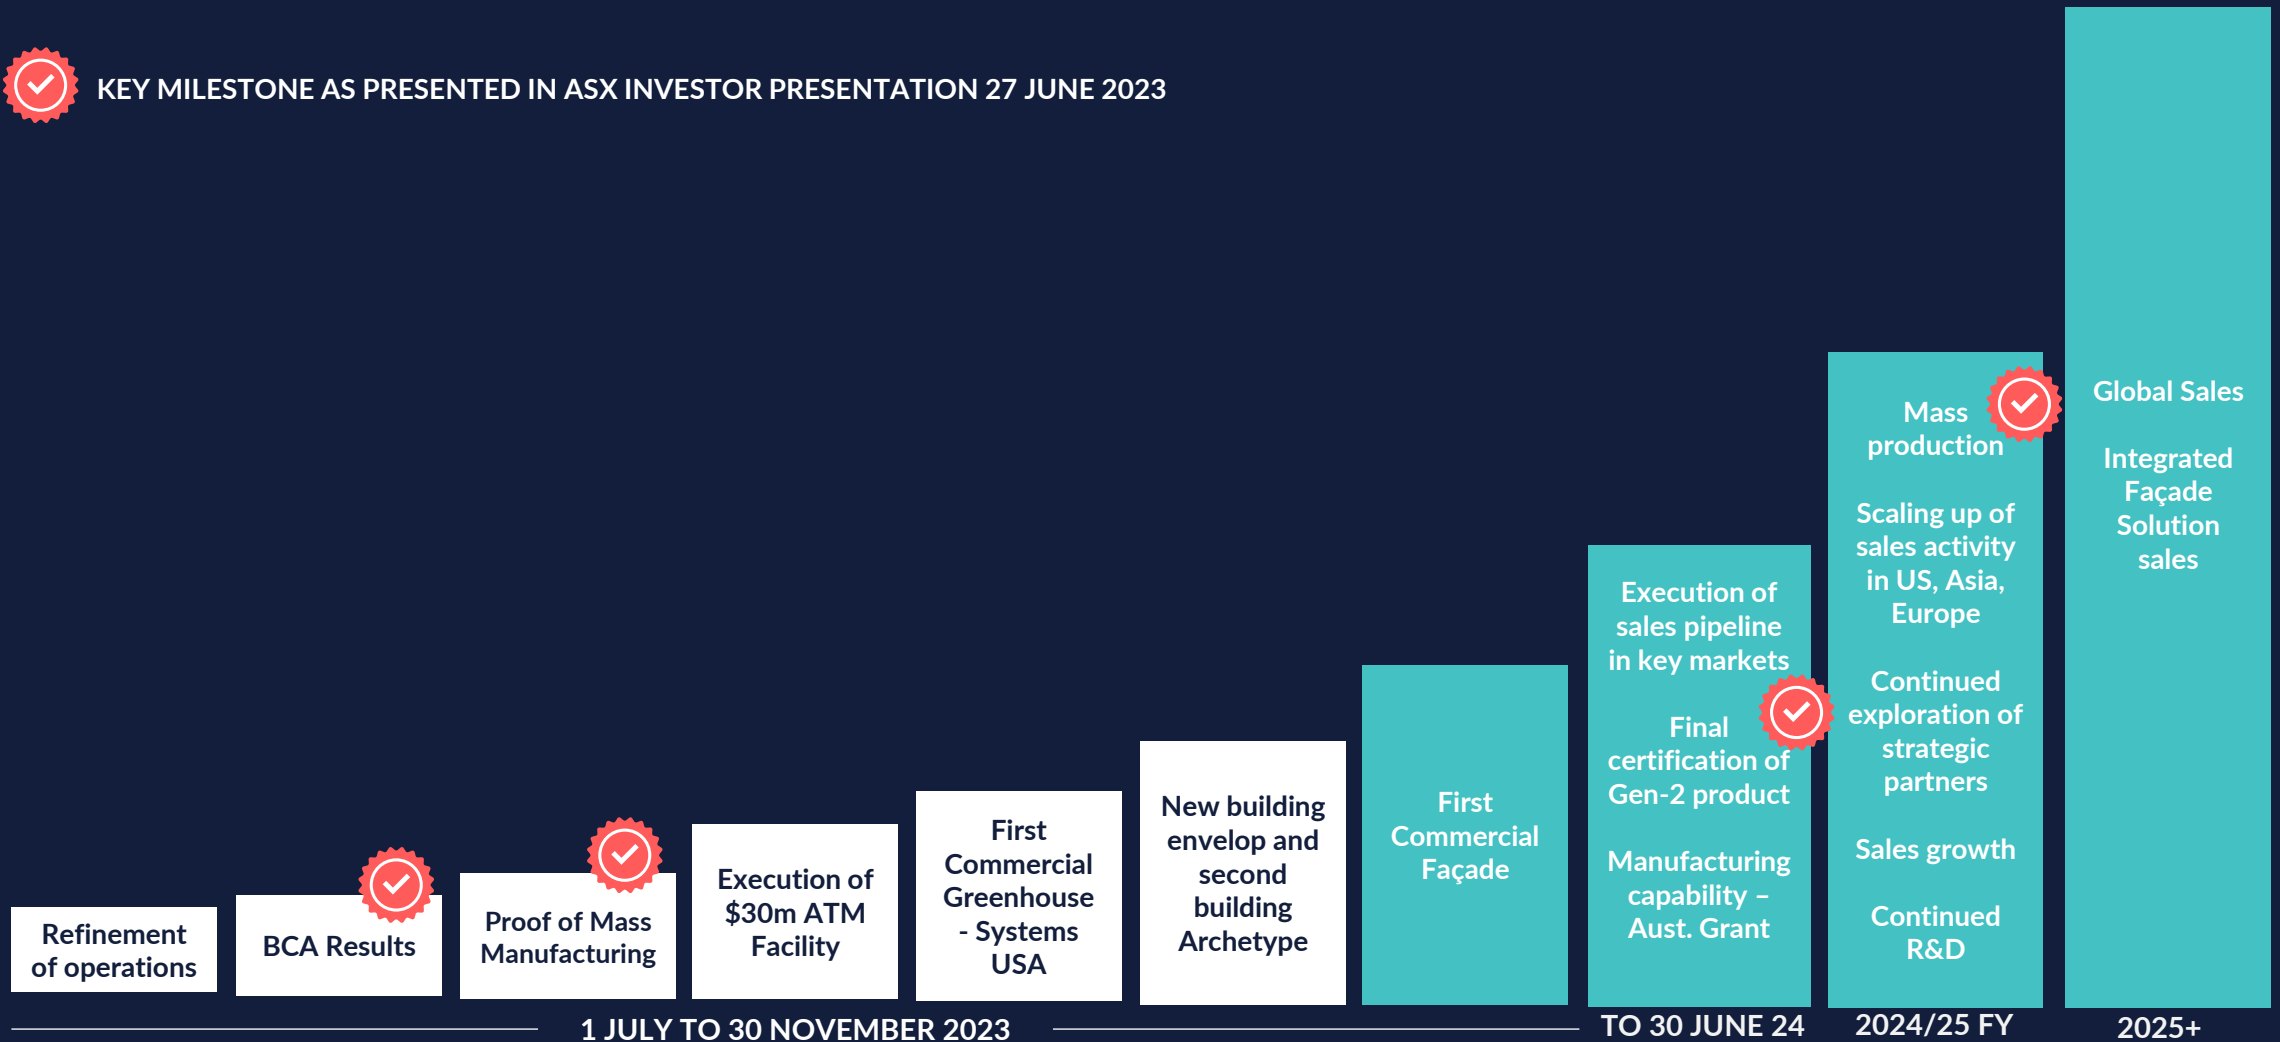 KEY MILESTONE AS PRESENTED IN ASX INVESTOR PRESENTATION 27 JUNE 2023
Refinement
of operations
BCA Results
Proof of Mass
Manufacturing
Execution of
$30m ATM
Facility
First
Commercial
Greenhouse
- Systems
USA
New building
envelop and
second
building
Archetype
First
Commercial
Façade
Execution of
sales pipeline
in key markets
Final
certification of
Gen-2 product
Manufacturing
capability –
Aust. Grant
Mass
production
Scaling up of
sales activity
in US, Asia,
Europe
Continued
exploration of
strategic
partners
Sales growth
Continued
R&D
Global Sales
Integrated
Façade
Solution
sales
1 JULY TO 30 NOVEMBER 2023
TO 30 JUNE 24
2024/25 FY
2025+